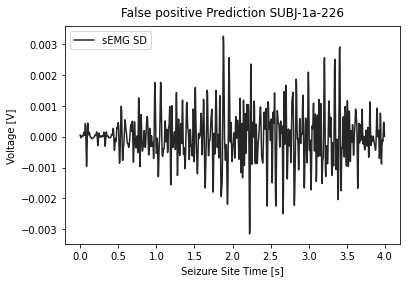 False positive Prediction SUBJ-1a-226
sEMG SD
Voltage [V]
0.003
0.002
0.001
0.000
−0.001
−0.002
−0.003
0.0 0.5 1.0 1.5 2.0 2.5 3.0 3.5 4.0
Seizure Site Time [s]